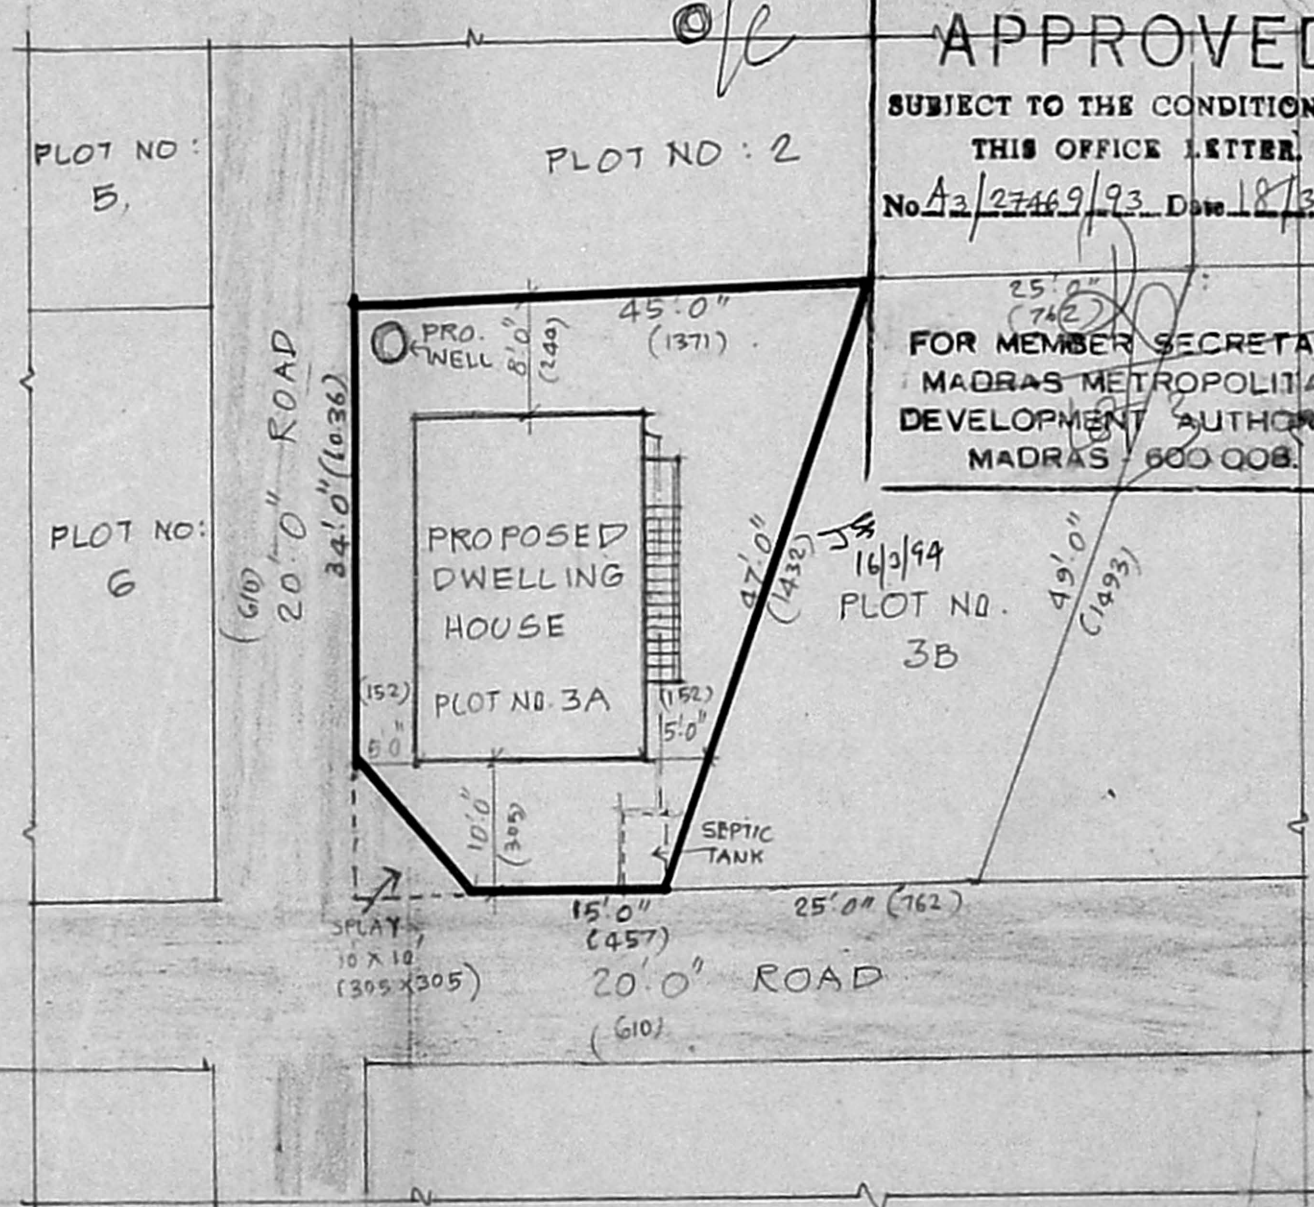 APPROVED
SUBJECT TO THE CONDITION
THIS OFFICE LETTER.
No A3/27469/93 Date 18/3
FOR MEMBER SECRETA
MADRAS METROPOLITA
DEVELOPMENT AUTHOR
MADRAS 600 008.
PLOT NO:
5,
PLOT NO : 2
25'0"
(762)
45'0"
(1371)
PRO.
WELL
8'0"
(244)
20'0" ROAD
(610)
34'0" (1036)
PLOT NO:
6
PROPOSED
DWELLING
HOUSE
PLOT NO. 3A
47'0"
(1432)
16/3/94
PLOT NO.
3B
49'0"
(1493)
(152)
5'0"
(152)
5'0"
10'0"
(305)
SEPTIC
TANK
15'0"
(457)
25'0" (762)
SPLAY
10' X 10'
(305 X 305)
20'0" ROAD
(610)